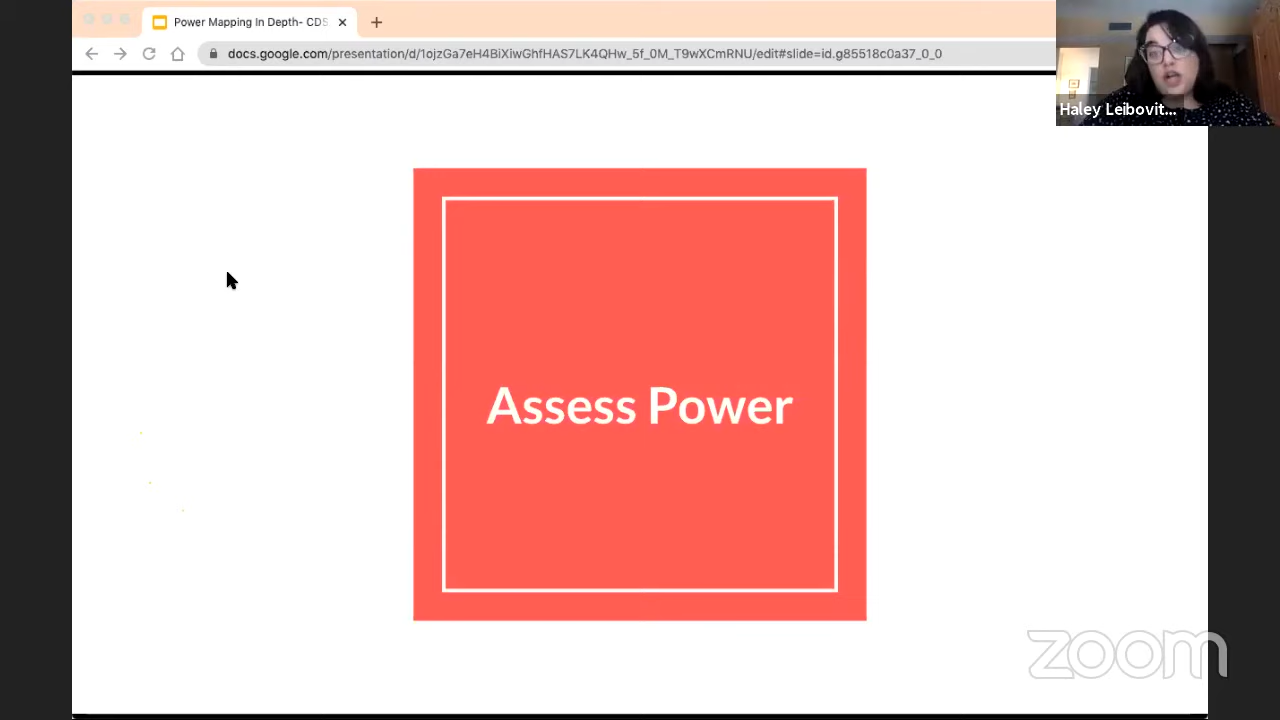 Power Mapping In Depth- CDS
docs.google.com/presentation/d/1ojzGa7eH4BiXiwGhfHAS7LK4QHw_5f_0M_T9wXCmRNU/edit#slide=id.g85518c0a37_0_0
Haley Leibovit...
Assess Power
zoom